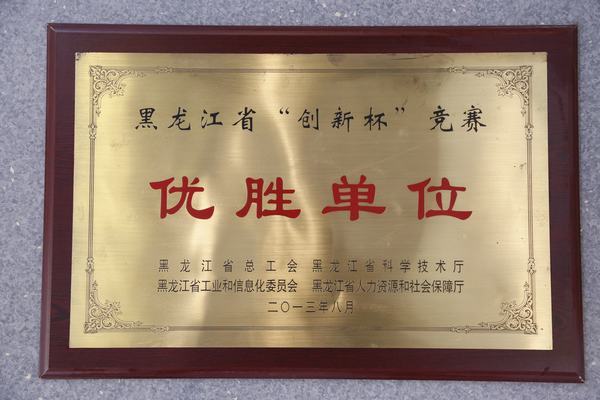 黑龙江省“创新杯”竞赛
优胜单位
黑龙江省总工会 黑龙江省科学技术厅
黑龙江省工业和信息化委员会 黑龙江省人力资源和社会保障厅
二〇一三年八月